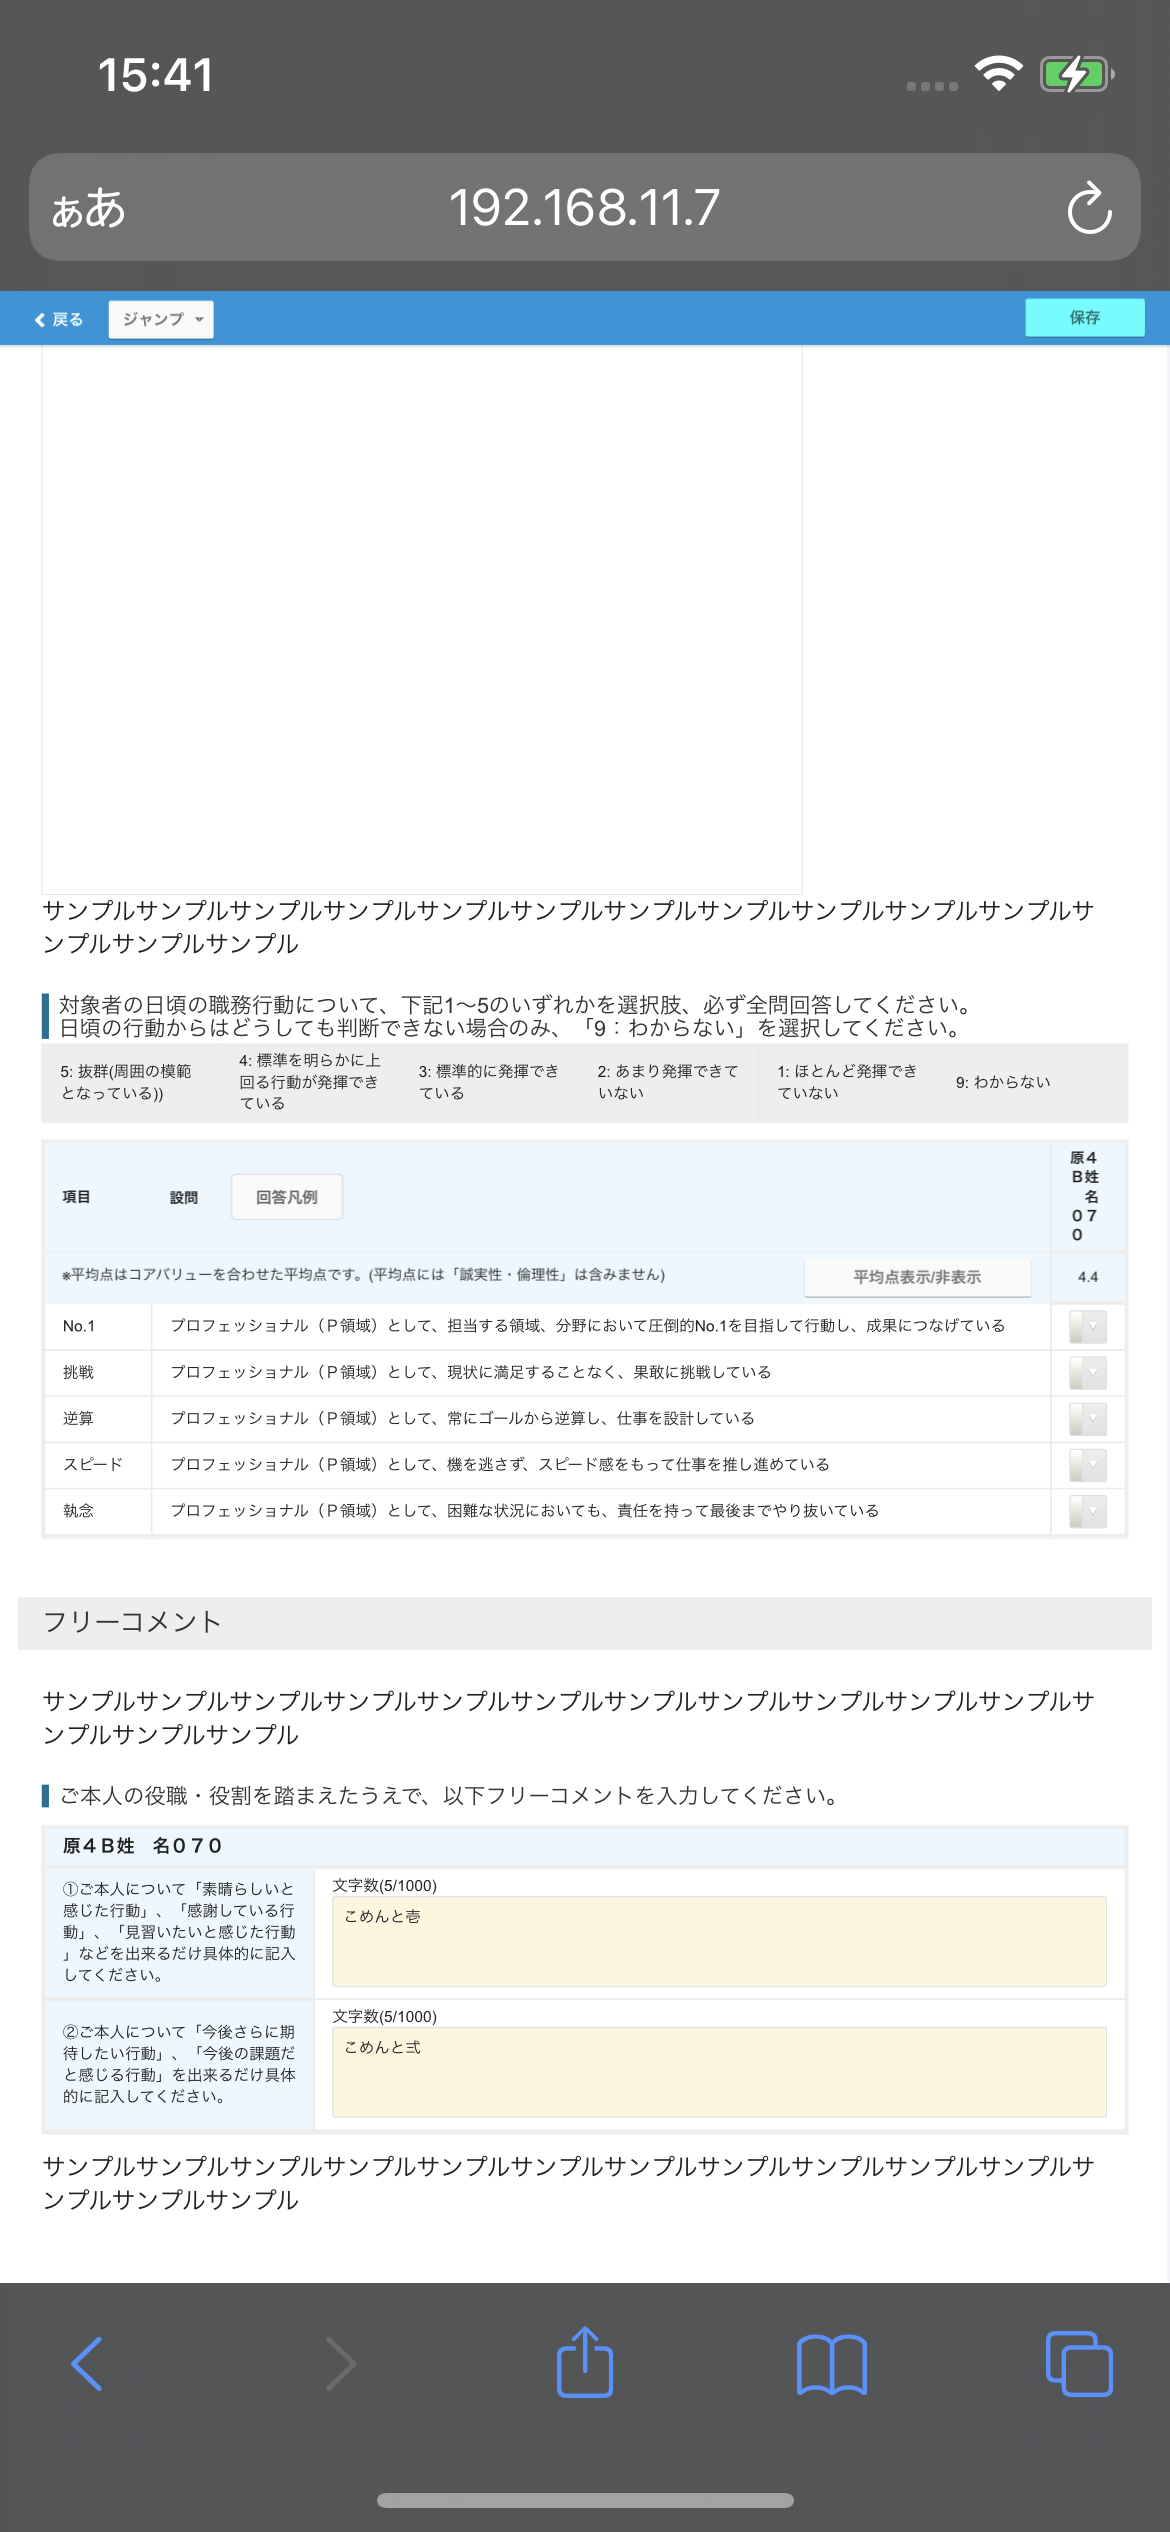 15:41
ぁあ 192.168.11.7
戻る ジャンプ 保存
サンプルサンプルサンプルサンプルサンプルサンプルサンプルサンプルサンプルサンプルサンプルサ
ンプルサンプルサンプル
対象者の日頃の職務行動について、下記1〜5のいずれかを選択肢、必ず全問回答してください。
日頃の行動からはどうしても判断できない場合のみ、「9：わからない」を選択してください。
5: 抜群(周囲の模範
となっている))
4: 標準を明らかに上
回る行動が発揮でき
ている
3: 標準的に発揮でき
ている
2: あまり発揮できて
いない
1: ほとんど発揮でき
ていない
9: わからない
項目 設問 回答凡例
原４
Ｂ姓
　名
０７
０
※平均点はコアバリューを合わせた平均点です。(平均点には「誠実性・倫理性」は含みません) 平均点表示/非表示 4.4
No.1 プロフェッショナル（Ｐ領域）として、担当する領域、分野において圧倒的No.1を目指して行動し、成果につなげている
挑戦 プロフェッショナル（Ｐ領域）として、現状に満足することなく、果敢に挑戦している
逆算 プロフェッショナル（Ｐ領域）として、常にゴールから逆算し、仕事を設計している
スピード プロフェッショナル（Ｐ領域）として、機を逃さず、スピード感をもって仕事を推し進めている
執念 プロフェッショナル（Ｐ領域）として、困難な状況においても、責任を持って最後までやり抜いている
フリーコメント
サンプルサンプルサンプルサンプルサンプルサンプルサンプルサンプルサンプルサンプルサンプルサ
ンプルサンプルサンプル
ご本人の役職・役割を踏まえたうえで、以下フリーコメントを入力してください。
原４Ｂ姓　名０７０
①ご本人について「素晴らしいと
感じた行動」、「感謝している行
動」、「見習いたいと感じた行動
」などを出来るだけ具体的に記入
してください。
文字数(5/1000)
こめんと壱
②ご本人について「今後さらに期
待したい行動」、「今後の課題だ
と感じる行動」を出来るだけ具体
的に記入してください。
文字数(5/1000)
こめんと弍
サンプルサンプルサンプルサンプルサンプルサンプルサンプルサンプルサンプルサンプルサンプルサ
ンプルサンプルサンプル